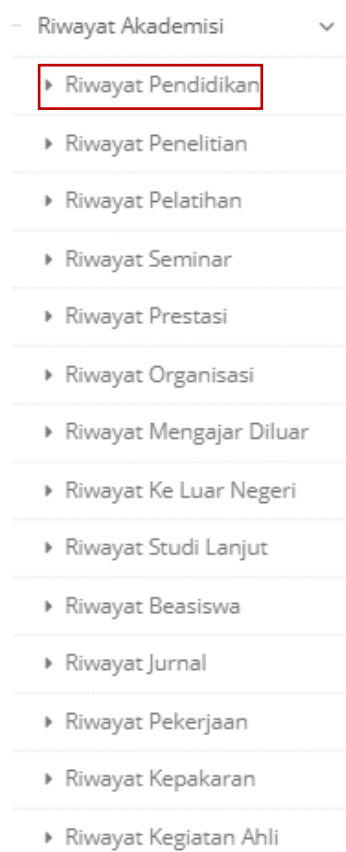 Riwayat Akademisi
Riwayat Pendidikan
Riwayat Penelitian
Riwayat Pelatihan
Riwayat Seminar
Riwayat Prestasi
Riwayat Organisasi
Riwayat Mengajar Diluar
Riwayat Ke Luar Negeri
Riwayat Studi Lanjut
Riwayat Beasiswa
Riwayat Jurnal
Riwayat Pekerjaan
Riwayat Kepakaran
Riwayat Kegiatan Ahli